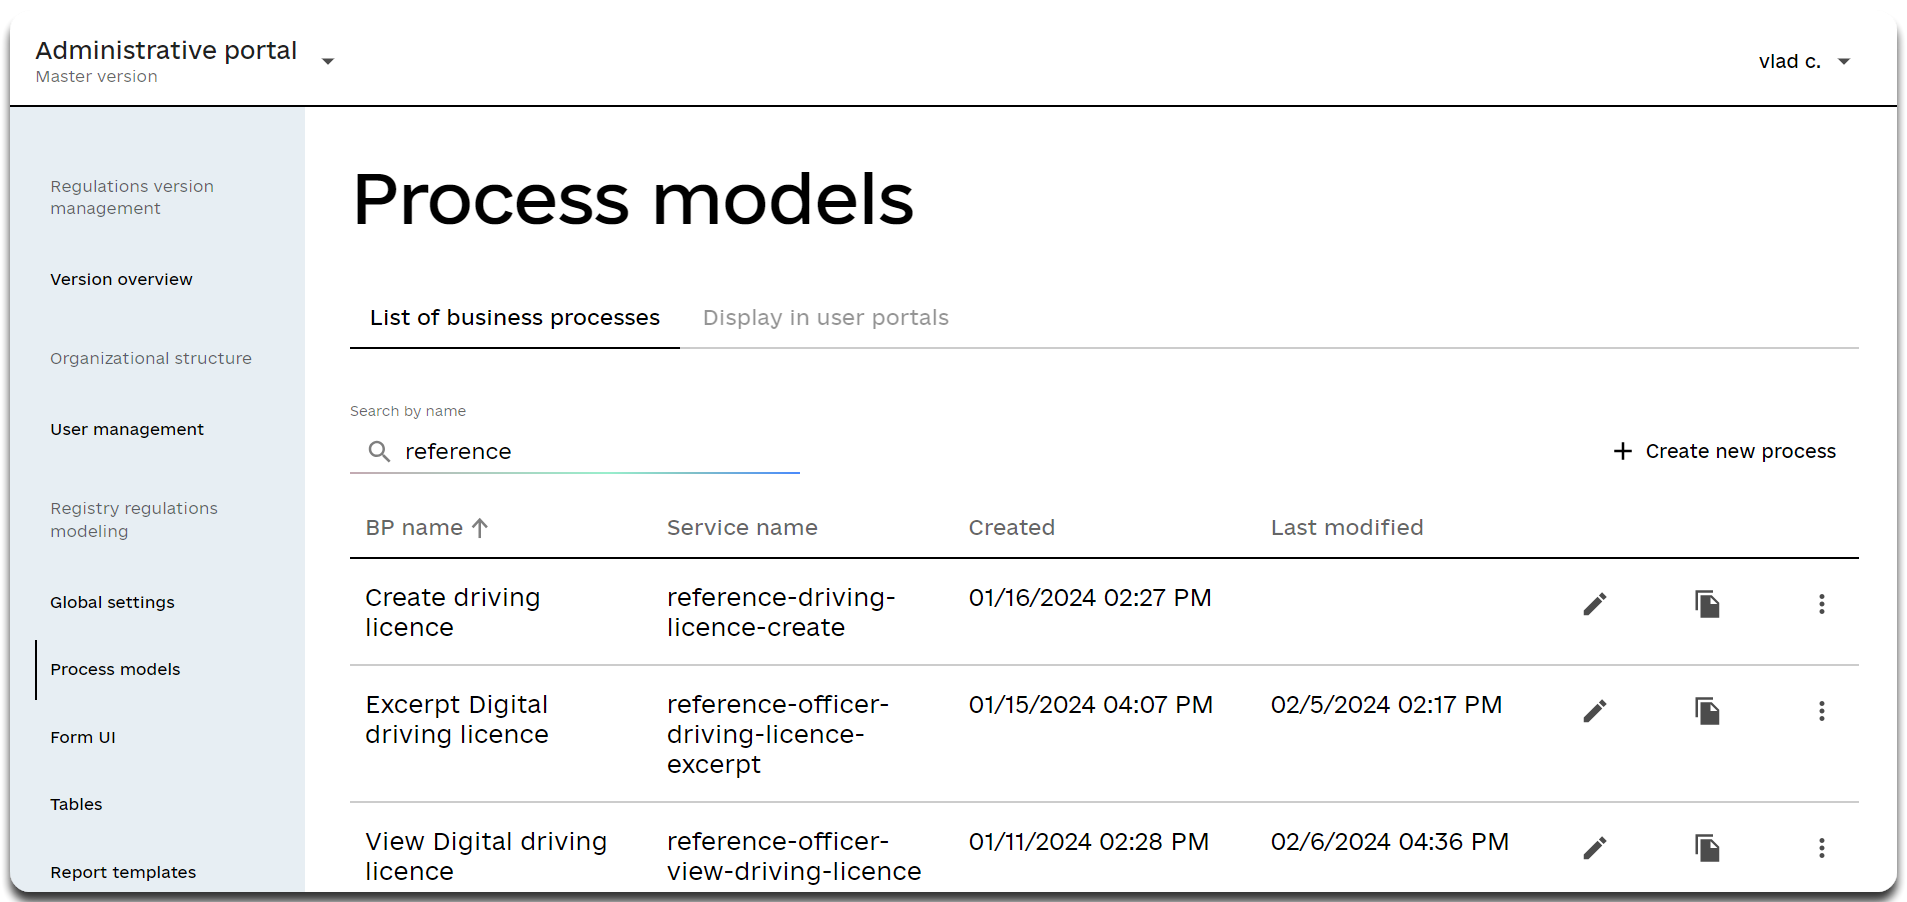 Administrative portal
Master version
vlad c.
Regulations version
management
Version overview
Organizational structure
User management
Registry regulations
modeling
Global settings
Process models
Form UI
Tables
Report templates
Process models
List of business processes
Display in user portals
Search by name
reference
Create new process
BP name Service name Created Last modified
Create driving
licence
reference-driving-
licence-create
01/16/2024 02:27 PM
Excerpt Digital
driving licence
reference-officer-
driving-licence-
excerpt
01/15/2024 04:07 PM
02/5/2024 02:17 PM
View Digital driving
licence
reference-officer-
view-driving-licence
01/11/2024 02:28 PM
02/6/2024 04:36 PM